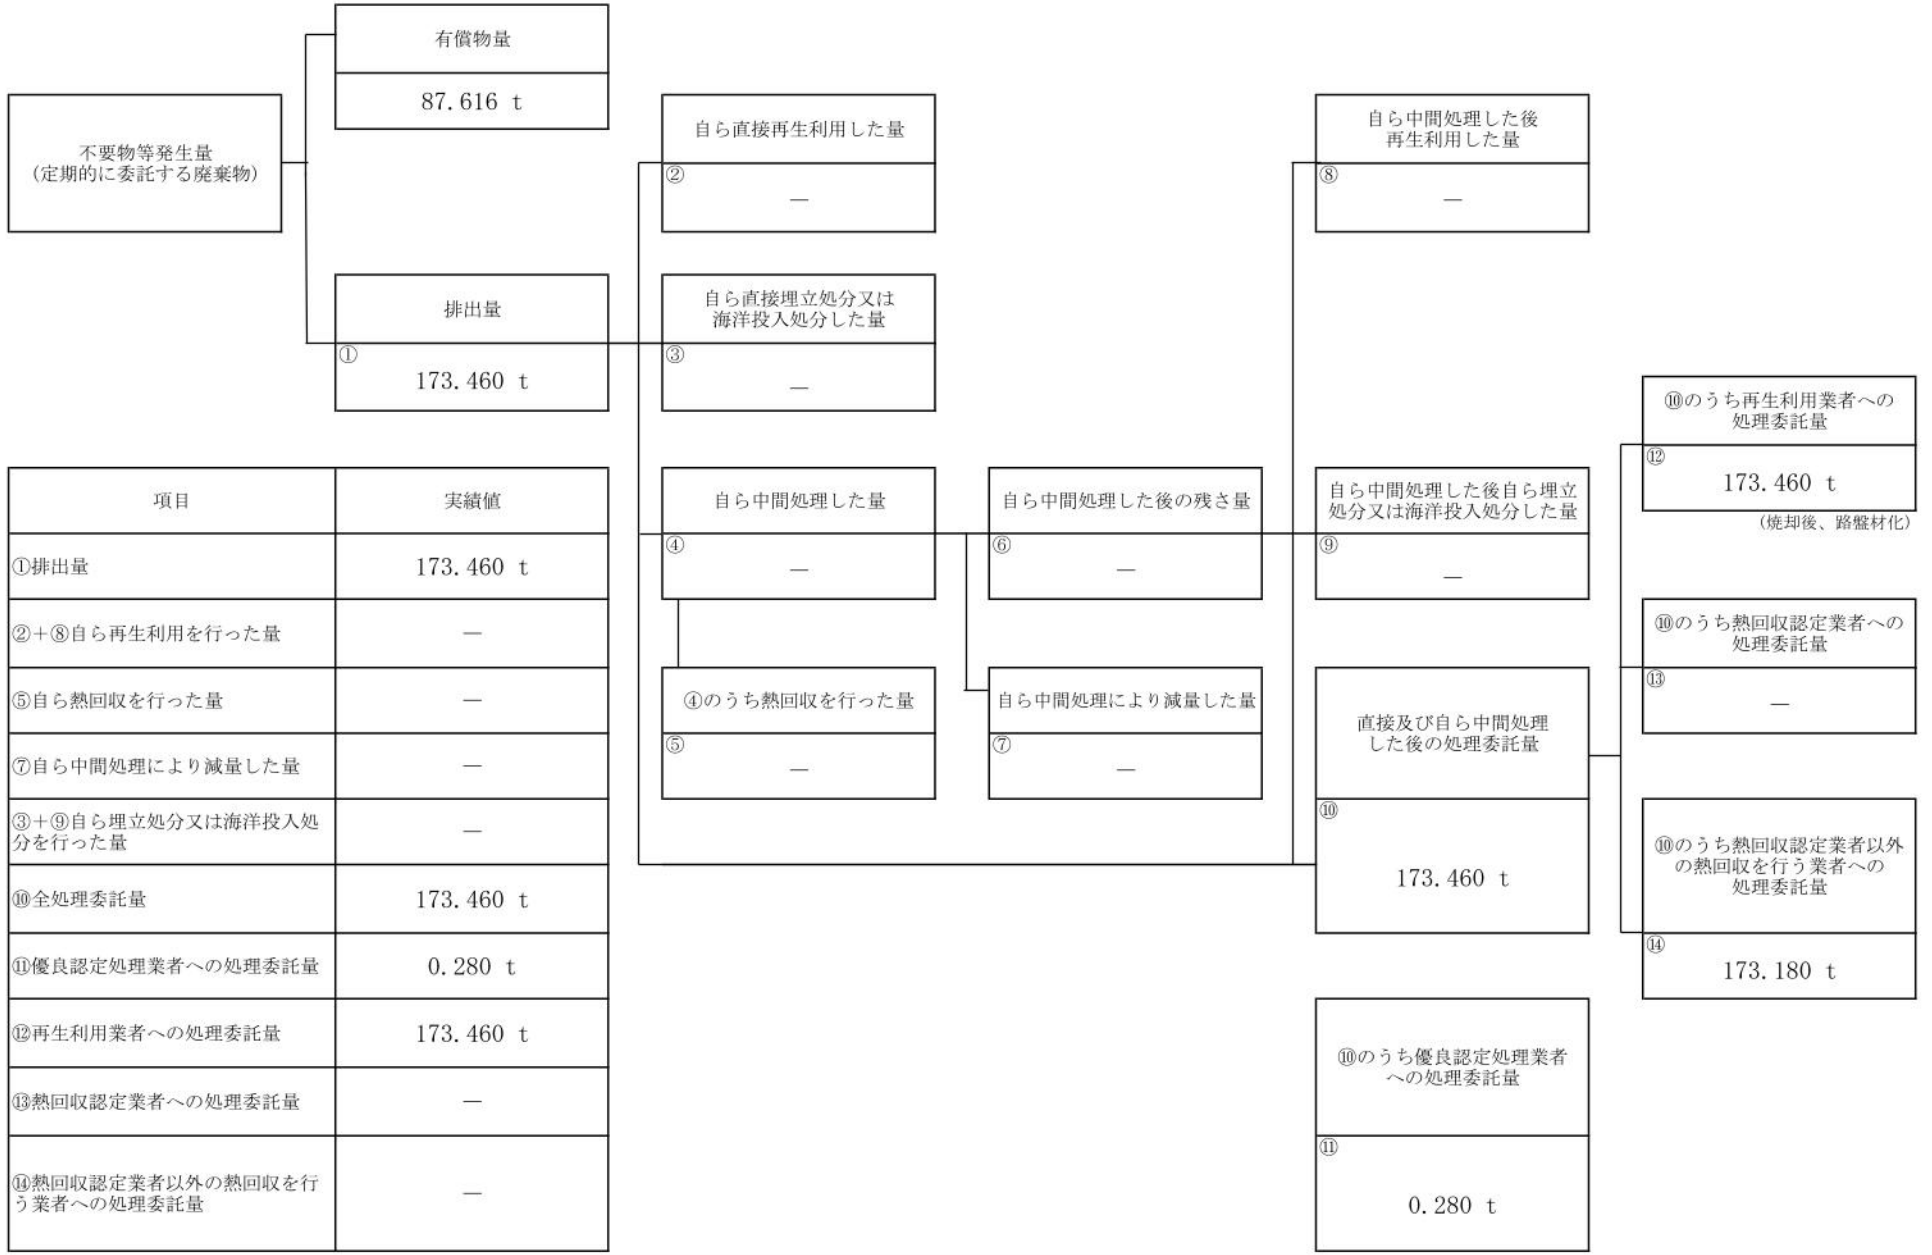 有償物量
87.616 t
不要物等発生量
(定期的に委託する廃棄物)
排出量
①
173.460 t
自ら直接再生利用した量
②
—
自ら直接埋立処分又は
海洋投入処分した量
③
—
自ら中間処理した後
再生利用した量
⑧
—
自ら中間処理した量
④
—
自ら中間処理した後の残さ量
⑥
—
自ら中間処理した後自ら埋立
処分又は海洋投入処分した量
⑨
—
④のうち熱回収を行った量
⑤
—
自ら中間処理により減量した量
⑦
—
直接及び自ら中間処理
した後の処理委託量
⑩
173.460 t
⑩のうち再生利用業者への
処理委託量
⑫
173.460 t
(焼却後、路盤材化)
⑩のうち熱回収認定業者への
処理委託量
⑬
—
⑩のうち熱回収認定業者以外
の熱回収を行う業者への
処理委託量
⑭
173.180 t
⑩のうち優良認定処理業者
への処理委託量
⑪
0.280 t
項目 実績値
①排出量 173.460 t
②+⑧自ら再生利用を行った量 —
⑤自ら熱回収を行った量 —
⑦自ら中間処理により減量した量 —
③+⑨自ら埋立処分又は海洋投入処
分を行った量 —
⑩全処理委託量 173.460 t
⑪優良認定処理業者への処理委託量 0.280 t
⑫再生利用業者への処理委託量 173.460 t
⑬熱回収認定業者への処理委託量 —
⑭熱回収認定業者以外の熱回収を行
う業者への処理委託量 —